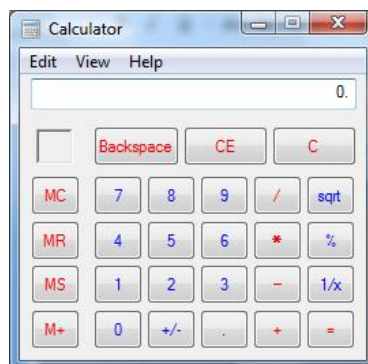 Calculator
Edit View Help
0.
Backspace CE C
MC 7 8 9 / sqrt
MR 4 5 6 * %
MS 1 2 3 - 1/x
M+ 0 +/- . + =